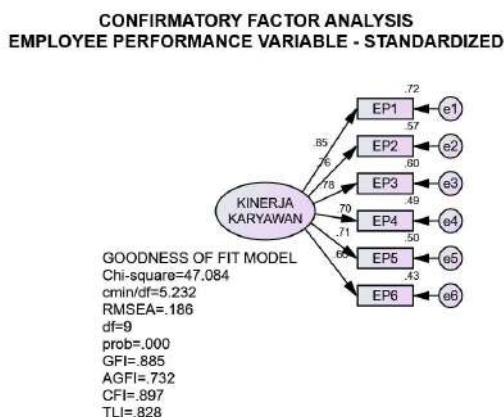 CONFIRMATORY FACTOR ANALYSIS
EMPLOYEE PERFORMANCE VARIABLE - STANDARDIZED
.72
EP1
e1
.57
EP2
e2
.85
.76
.60
EP3
e3
.78
KINERJA
KARYAWAN
.49
EP4
e4
.70
.71
.50
EP5
e5
.43
EP6
e6
GOODNESS OF FIT MODEL
Chi-square=47.084
cmin/df=5.232
RMSEA=.186
df=9
prob=.000
GFI=.885
AGFI=.732
CFI=.897
TLI=.828